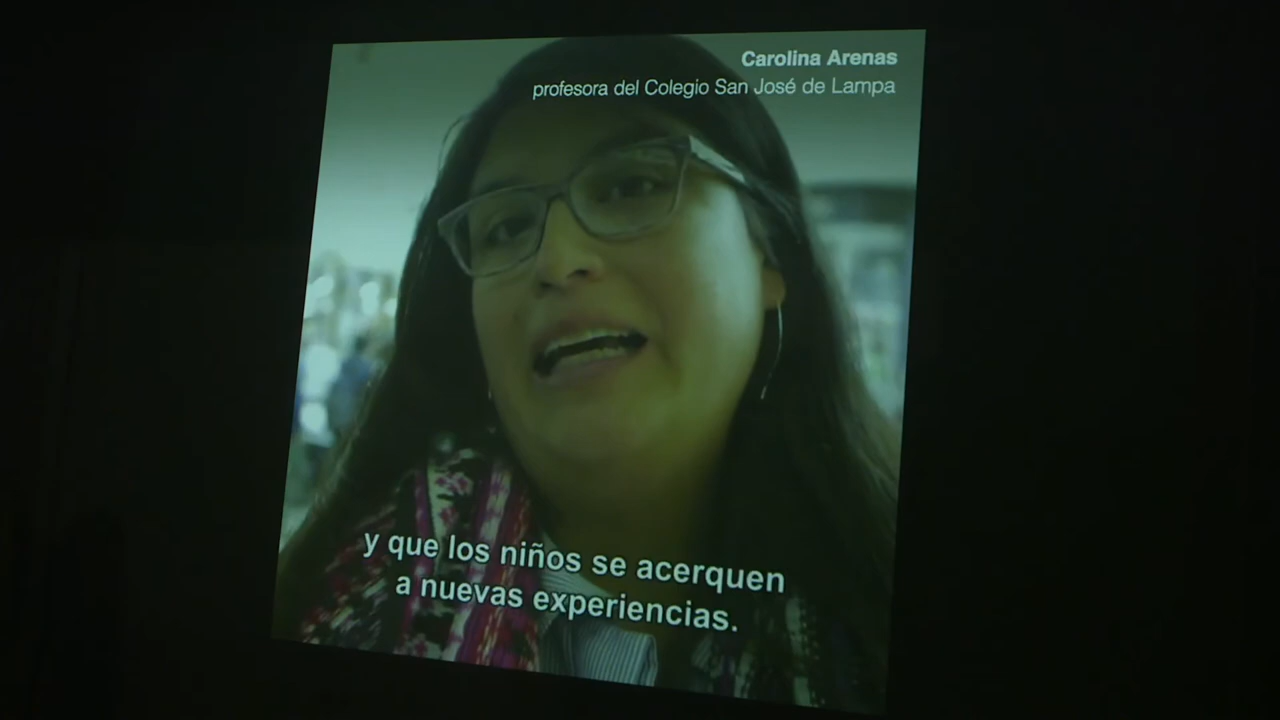 Carolina Arenas
profesora del Colegio San José de Lampa
y que los niños se acerquen
a nuevas experiencias.